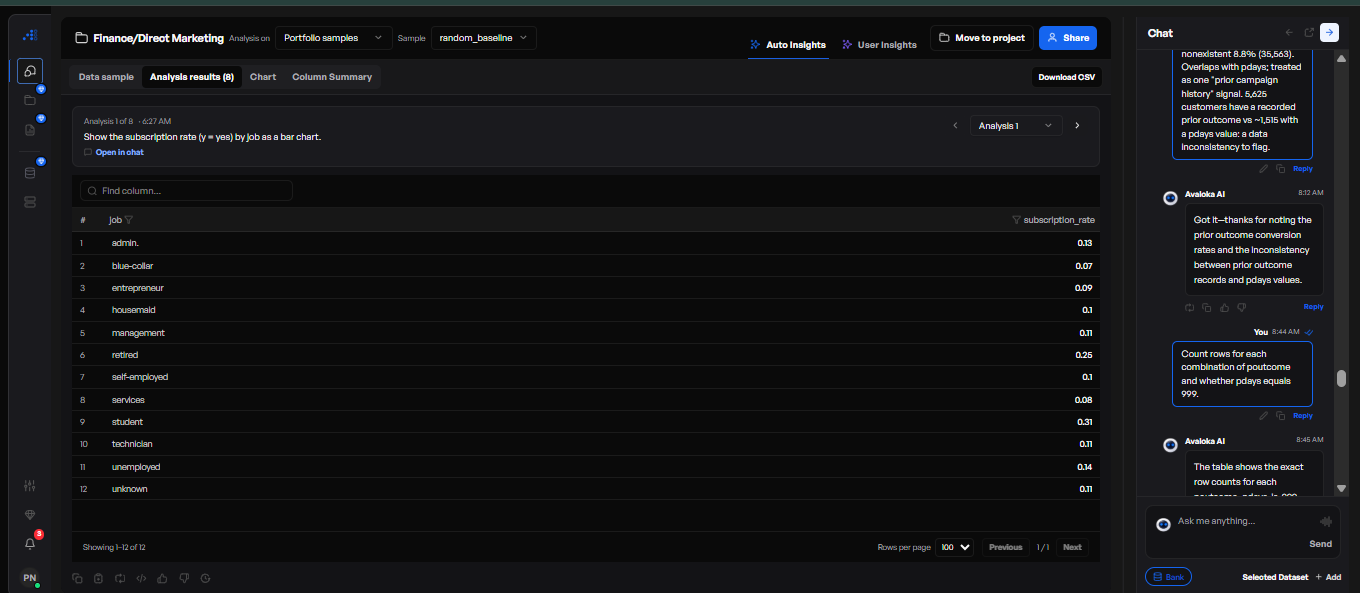 Finance/Direct Marketing Analysis on Portfolio samples Sample random_baseline
Auto Insights User Insights Move to project Share
Data sample Analysis results (8) Chart Column Summary Download CSV
Analysis 1 of 8 · 6:27 AM
Show the subscription rate (y = yes) by job as a bar chart.
Open in chat
Analysis 1
Find column...
# job subscription_rate
1 admin. 0.13
2 blue-collar 0.07
3 entrepreneur 0.09
4 housemaid 0.1
5 management 0.11
6 retired 0.25
7 self-employed 0.1
8 services 0.08
9 student 0.31
10 technician 0.11
11 unemployed 0.14
12 unknown 0.11
Showing 1–12 of 12 Rows per page 100 Previous 1 / 1 Next
3
PN
Chat
nonexistent 8.8% (35,563).
Overlaps with pdays; treated
as one "prior campaign
history" signal. 5,625
customers have a recorded
prior outcome vs ~1,515 with
a pdays value: a data
inconsistency to flag.
Reply
Avaloka AI 8:12 AM
Got it—thanks for noting the
prior outcome conversion
rates and the inconsistency
between prior outcome
records and pdays values.
Reply
You 8:44 AM
Count rows for each
combination of poutcome
and whether pdays equals
999.
Reply
Avaloka AI 8:45 AM
The table shows the exact
row counts for each
Ask me anything...
Send
Bank Selected Dataset + Add